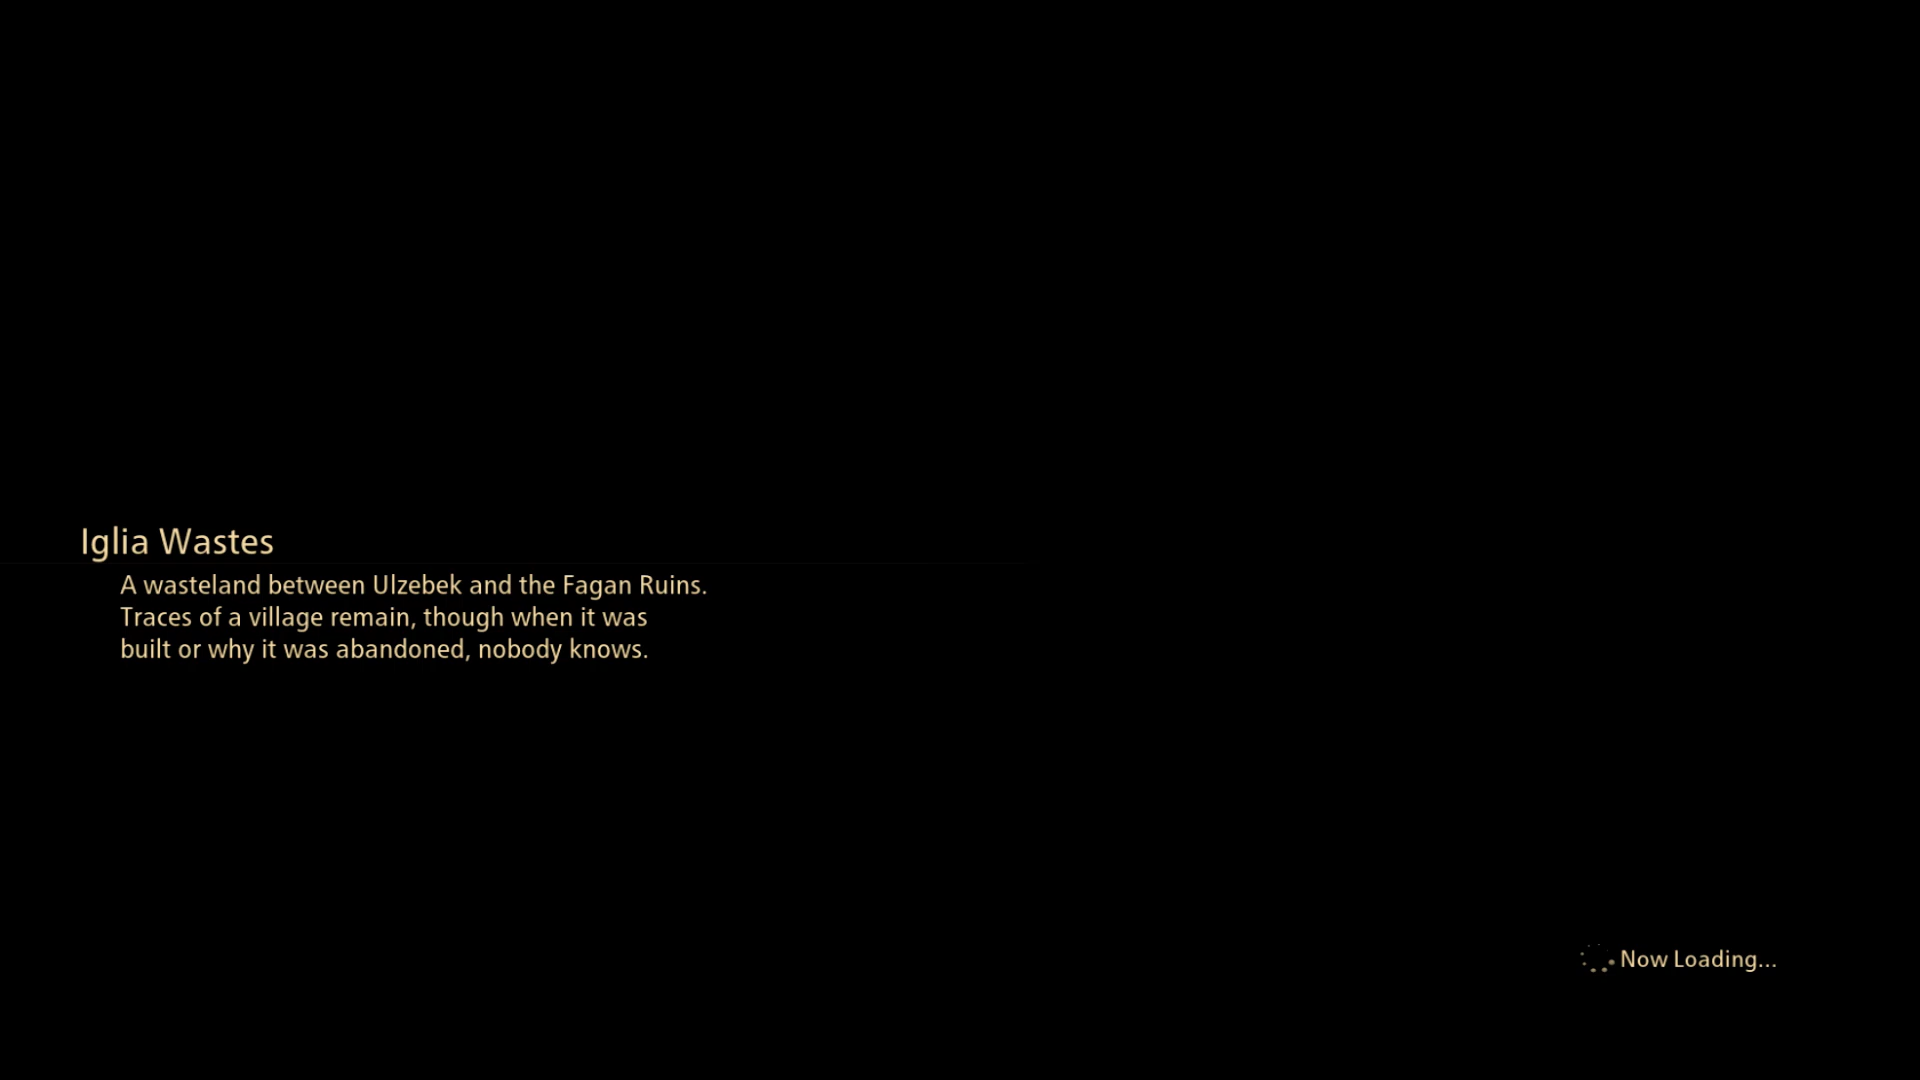 Iglia Wastes
A wasteland between Ulzebek and the Fagan Ruins.
Traces of a village remain, though when it was
built or why it was abandoned, nobody knows.
Now Loading...